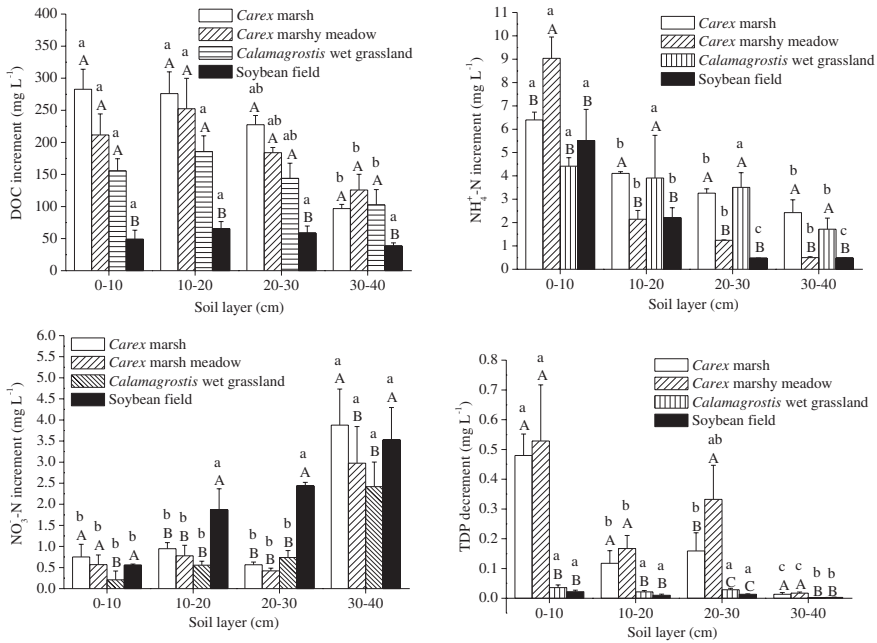 DOC increment (mg L⁻¹)
400
350
300
250
200
150
100
50
0
Carex marsh
Carex marshy meadow
Calamagrostis wet grassland
Soybean field
a a a a
A A A B
a a a a
A A A B
ab ab ab a
A A A B
b b b a
A A A B
0-10 10-20 20-30 30-40
Soil layer (cm)
NH₄⁺-N increment (mg L⁻¹)
11
10
9
8
7
6
5
4
3
2
1
0
Carex marsh
Carex marshy meadow
Calamagrostis wet grassland
Soybean field
a a a a
B A B B
b b a b
A B A B
b b a c
A B A B
b b b c
A B A B
0-10 10-20 20-30 30-40
Soil layer (cm)
NO₃⁻-N increment (mg L⁻¹)
6.0
5.5
5.0
4.5
4.0
3.5
3.0
2.5
2.0
1.5
1.0
0.5
0.0
Carex marsh
Carex marsh meadow
Calamagrostis wet grassland
Soybean field
b b b b
A A B A
b b b a
B B B A
b b b a
B B B A
a a a a
A B B A
0-10 10-20 20-30 30-40
Soil layer (cm)
TDP decrement (mg L⁻¹)
0.8
0.7
0.6
0.5
0.4
0.3
0.2
0.1
0.0
Carex marsh
Carex marshy meadow
Calamagrostis wet grassland
Soybean field
a a a a
A A B B
b b a a
A A B B
b ab a a
B A C C
c c b b
A A B B
0-10 10-20 20-30 30-40
Soil layer (cm)